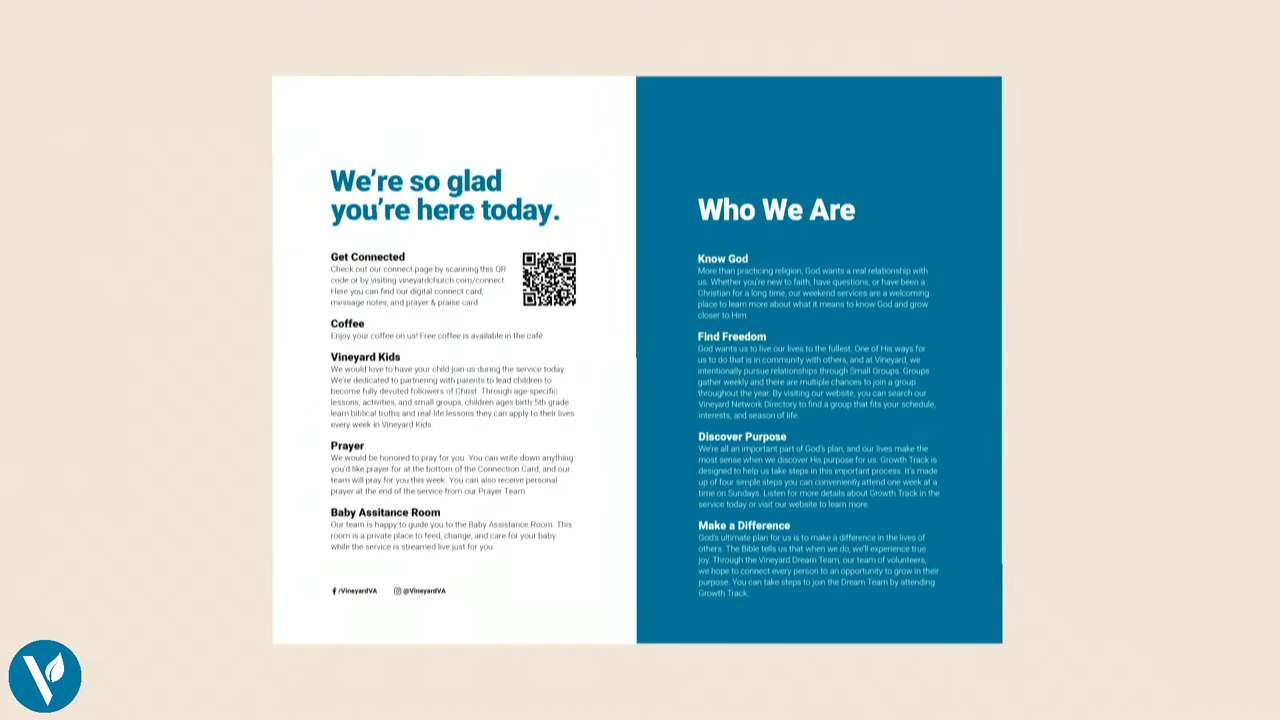 We're so glad
you're here today.
Get Connected
Check out our connect page by scanning this QR
code or by visiting vineyardchurch.com/connect.
Here you can find our digital connect card,
message notes, and prayer & praise card.
Coffee
Enjoy your coffee on us! Free coffee is available in the café.
Vineyard Kids
We would love to have your child join us during the service today.
We're dedicated to partnering with parents to lead children to
become fully devoted followers of Christ. Through age-specific
lessons, activities, and small groups, children ages birth-5th grade
learn biblical truths and real-life lessons they can apply to their lives
every week in Vineyard Kids.
Prayer
We would be honored to pray for you. You can write down anything
you'd like prayer for at the bottom of the Connection Card, and our
team will pray for you this week. You can also receive personal
prayer at the end of the service from our Prayer Team.
Baby Assitance Room
Our team is happy to guide you to the Baby Assistance Room. This
room is a private place to feed, change, and care for your baby
while the service is streamed live just for you.
/VineyardVA @VineyardVA
Who We Are
Know God
More than practicing religion, God wants a real relationship with
us. Whether you're new to faith, have questions, or have been a
Christian for a long time, our weekend services are a welcoming
place to learn more about what it means to know God and grow
closer to Him.
Find Freedom
God wants us to live our lives to the fullest. One of His ways for
us to do that is in community with others, and at Vineyard, we
intentionally pursue relationships through Small Groups. Groups
gather weekly and there are multiple chances to join a group
throughout the year. By visiting our website, you can search our
Vineyard Network Directory to find a group that fits your schedule,
interests, and season of life.
Discover Purpose
We're all an important part of God's plan, and our lives make the
most sense when we discover His purpose for us. Growth Track is
designed to help us take steps in this important process. It's made
up of four simple steps you can conveniently attend one week at a
time on Sundays. Listen for more details about Growth Track in the
service today or visit our website to learn more.
Make a Difference
God's ultimate plan for us is to make a difference in the lives of
others. The Bible tells us that when we do, we'll experience true
joy. Through the Vineyard Dream Team, our team of volunteers,
we hope to connect every person to an opportunity to grow in their
purpose. You can take steps to join the Dream Team by attending
Growth Track.